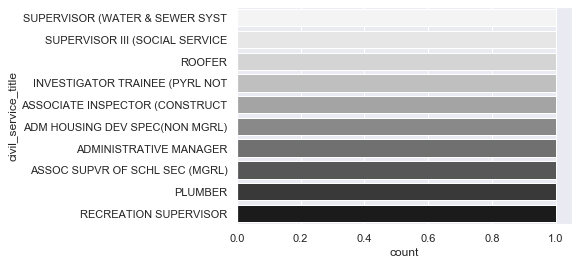 SUPERVISOR (WATER & SEWER SYST
SUPERVISOR III (SOCIAL SERVICE
ROOFER
INVESTIGATOR TRAINEE (PYRL NOT
ASSOCIATE INSPECTOR (CONSTRUCT
ADM HOUSING DEV SPEC(NON MGRL)
ADMINISTRATIVE MANAGER
ASSOC SUPVR OF SCHL SEC (MGRL)
PLUMBER
RECREATION SUPERVISOR
civil_service_title
0.0 0.2 0.4 0.6 0.8 1.0
count